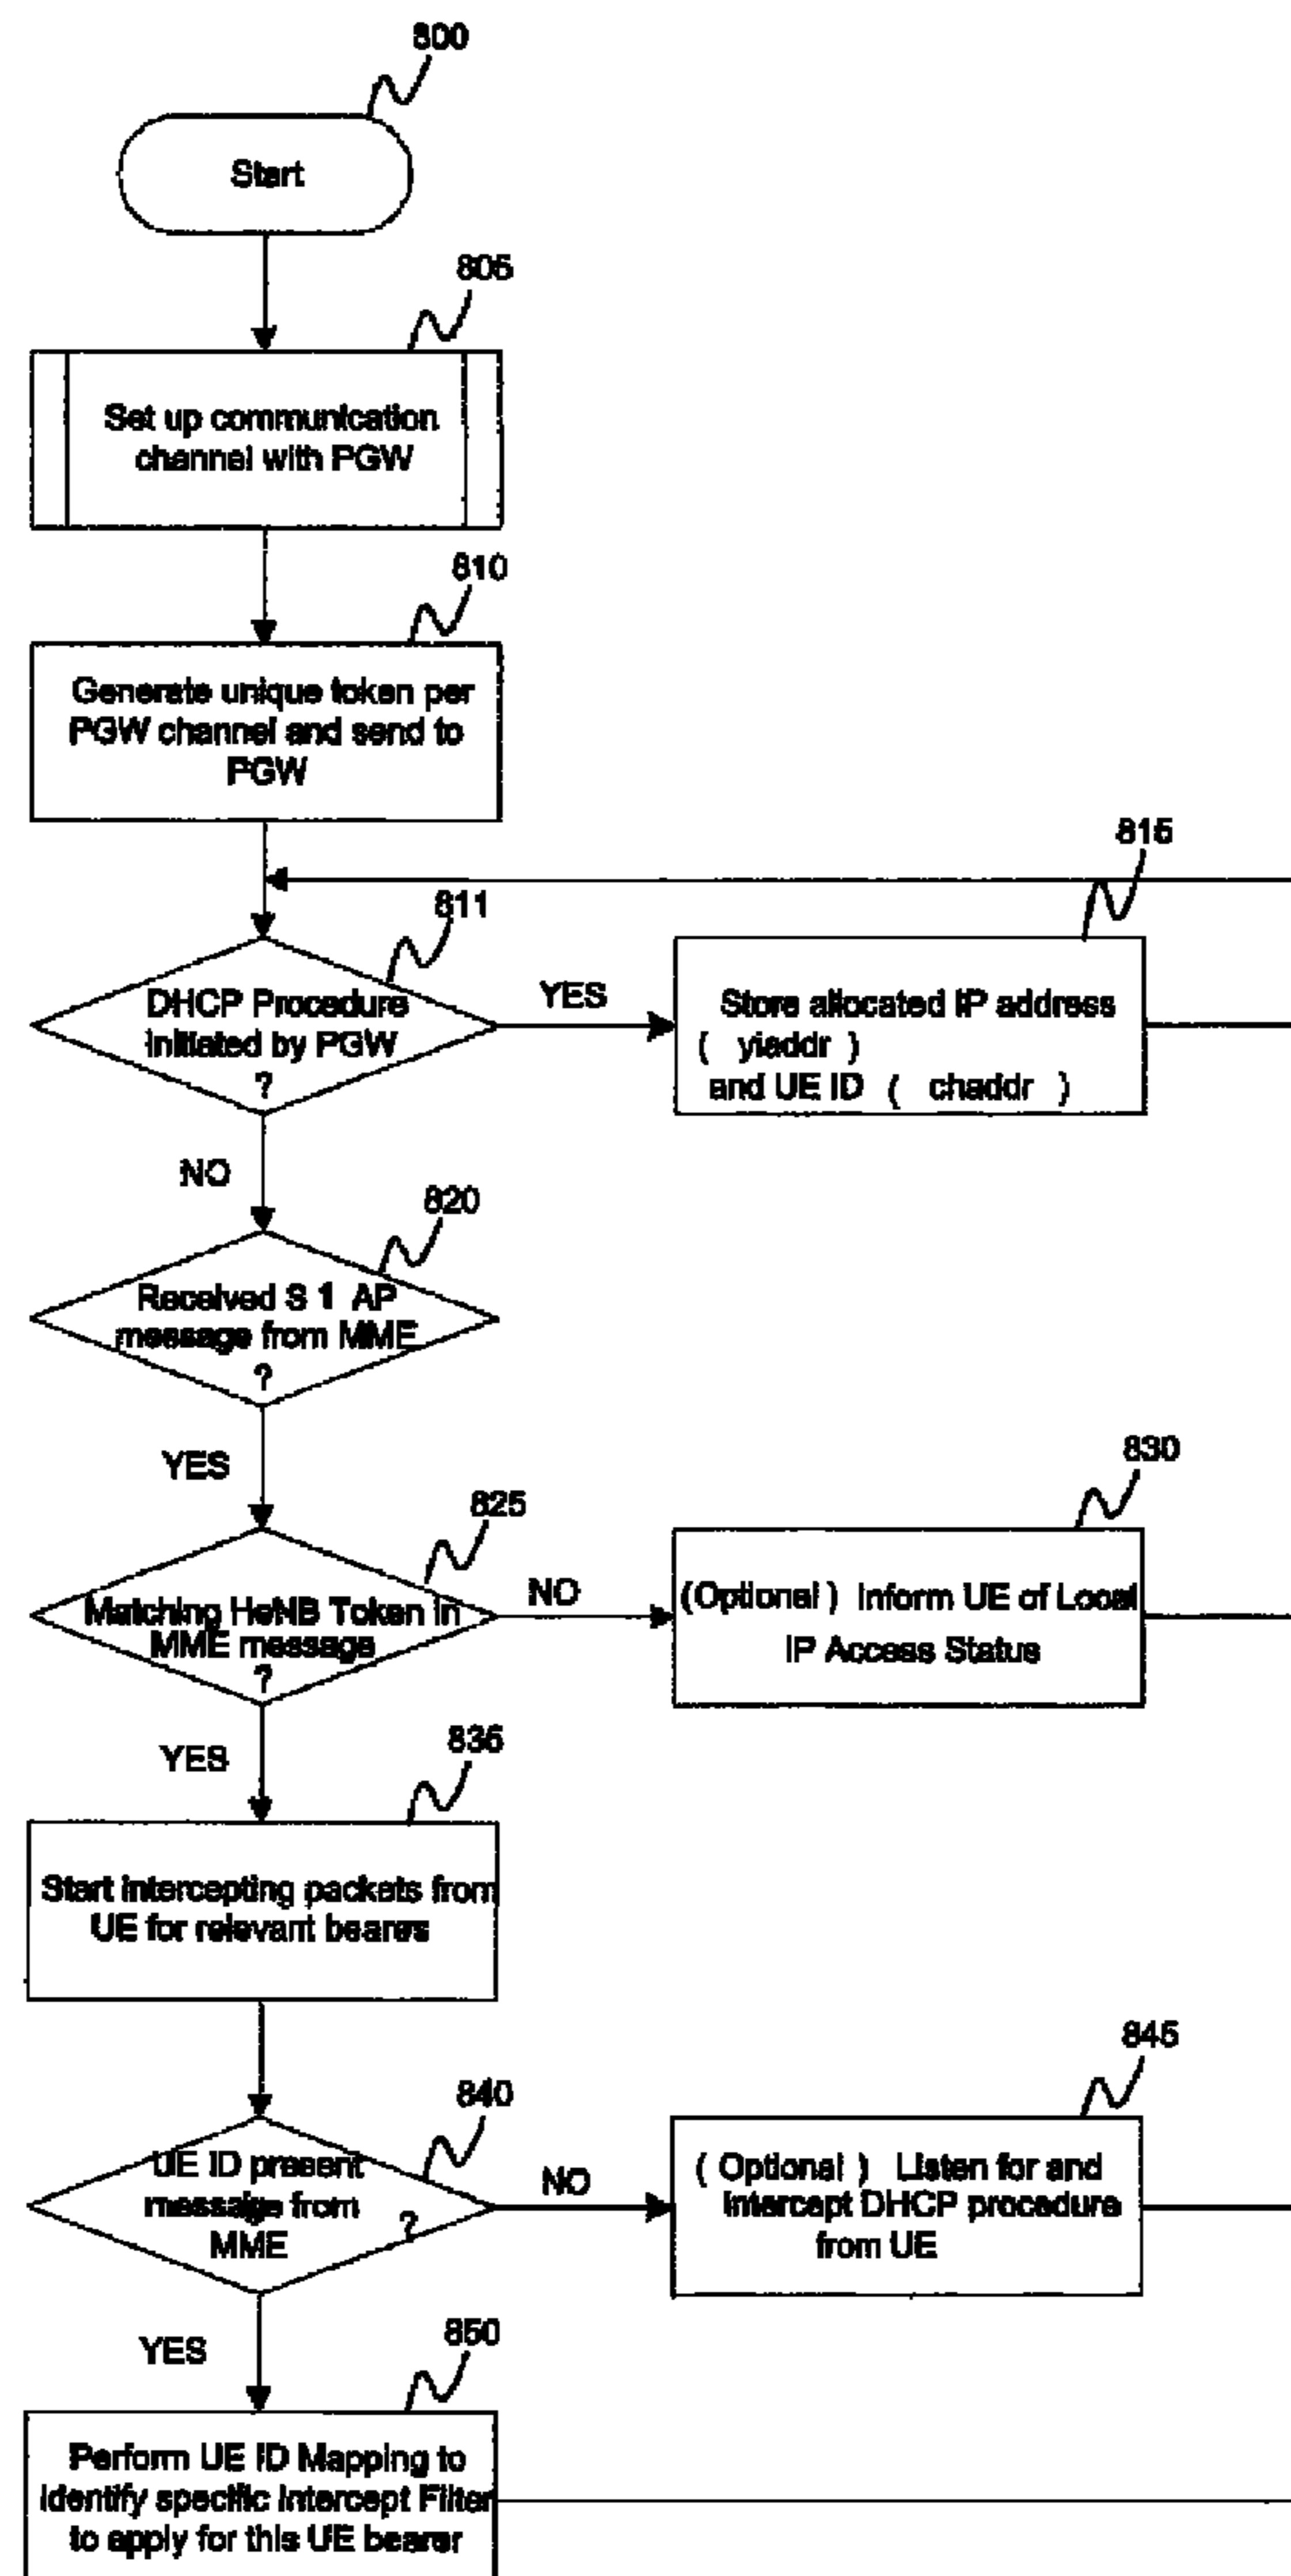 800
Start
805
Set up communication
channel with PGW
810
Generate unique token per
PGW channel and send to
PGW
815
811
DHCP Procedure
initiated by PGW
?
YES
Store allocated IP address
( yiaddr )
and UE ID ( chaddr )
NO
820
Received S 1 AP
message from MME
?
YES
825
Matching HeNB Token in
MME message
?
NO
830
(Optional ) Inform UE of Local
IP Access Status
YES
835
Start intercepting packets from
UE for relevant beares
840
UE ID present
message from
MME
?
NO
845
( Optional ) Listen for and
Intercept DHCP procedure
from UE
YES
850
Perform UE ID Mapping to
identify specific Intercept Filter
to apply for this UE bearer